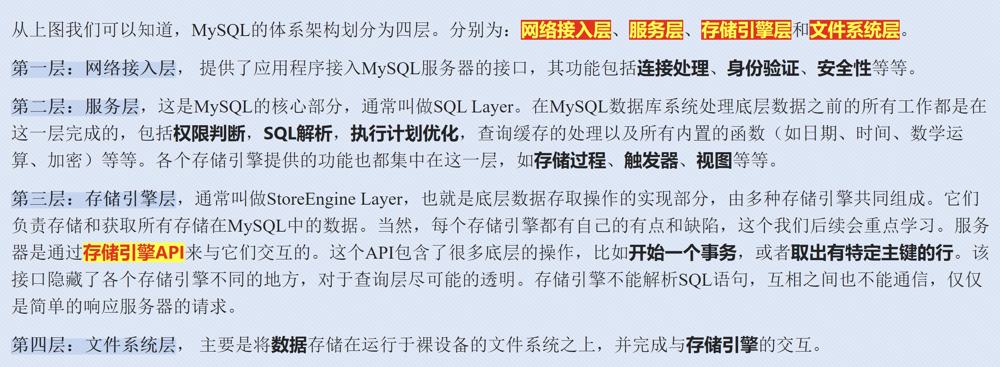 从上图我们可以知道，MySQL的体系架构划分为四层。分别为：网络接入层、服务层、存储引擎层和文件系统层。
第一层：网络接入层， 提供了应用程序接入MySQL服务器的接口，其功能包括连接处理、身份验证、安全性等等。
第二层：服务层，这是MySQL的核心部分，通常叫做SQL Layer。在MySQL数据库系统处理底层数据之前的所有工作都是在
这一层完成的，包括权限判断，SQL解析，执行计划优化，查询缓存的处理以及所有内置的函数（如日期、时间、数学运
算、加密）等等。各个存储引擎提供的功能也都集中在这一层，如存储过程、触发器、视图等等。
第三层：存储引擎层，通常叫做StoreEngine Layer，也就是底层数据存取操作的实现部分，由多种存储引擎共同组成。它们
负责存储和获取所有存储在MySQL中的数据。当然，每个存储引擎都有自己的有点和缺陷，这个我们后续会重点学习。服务
器是通过存储引擎API来与它们交互的。这个API包含了很多底层的操作，比如开始一个事务，或者取出有特定主键的行。该
接口隐藏了各个存储引擎不同的地方，对于查询层尽可能的透明。存储引擎不能解析SQL语句，互相之间也不能通信，仅仅
是简单的响应服务器的请求。
第四层：文件系统层， 主要是将数据存储在运行于裸设备的文件系统之上，并完成与存储引擎的交互。